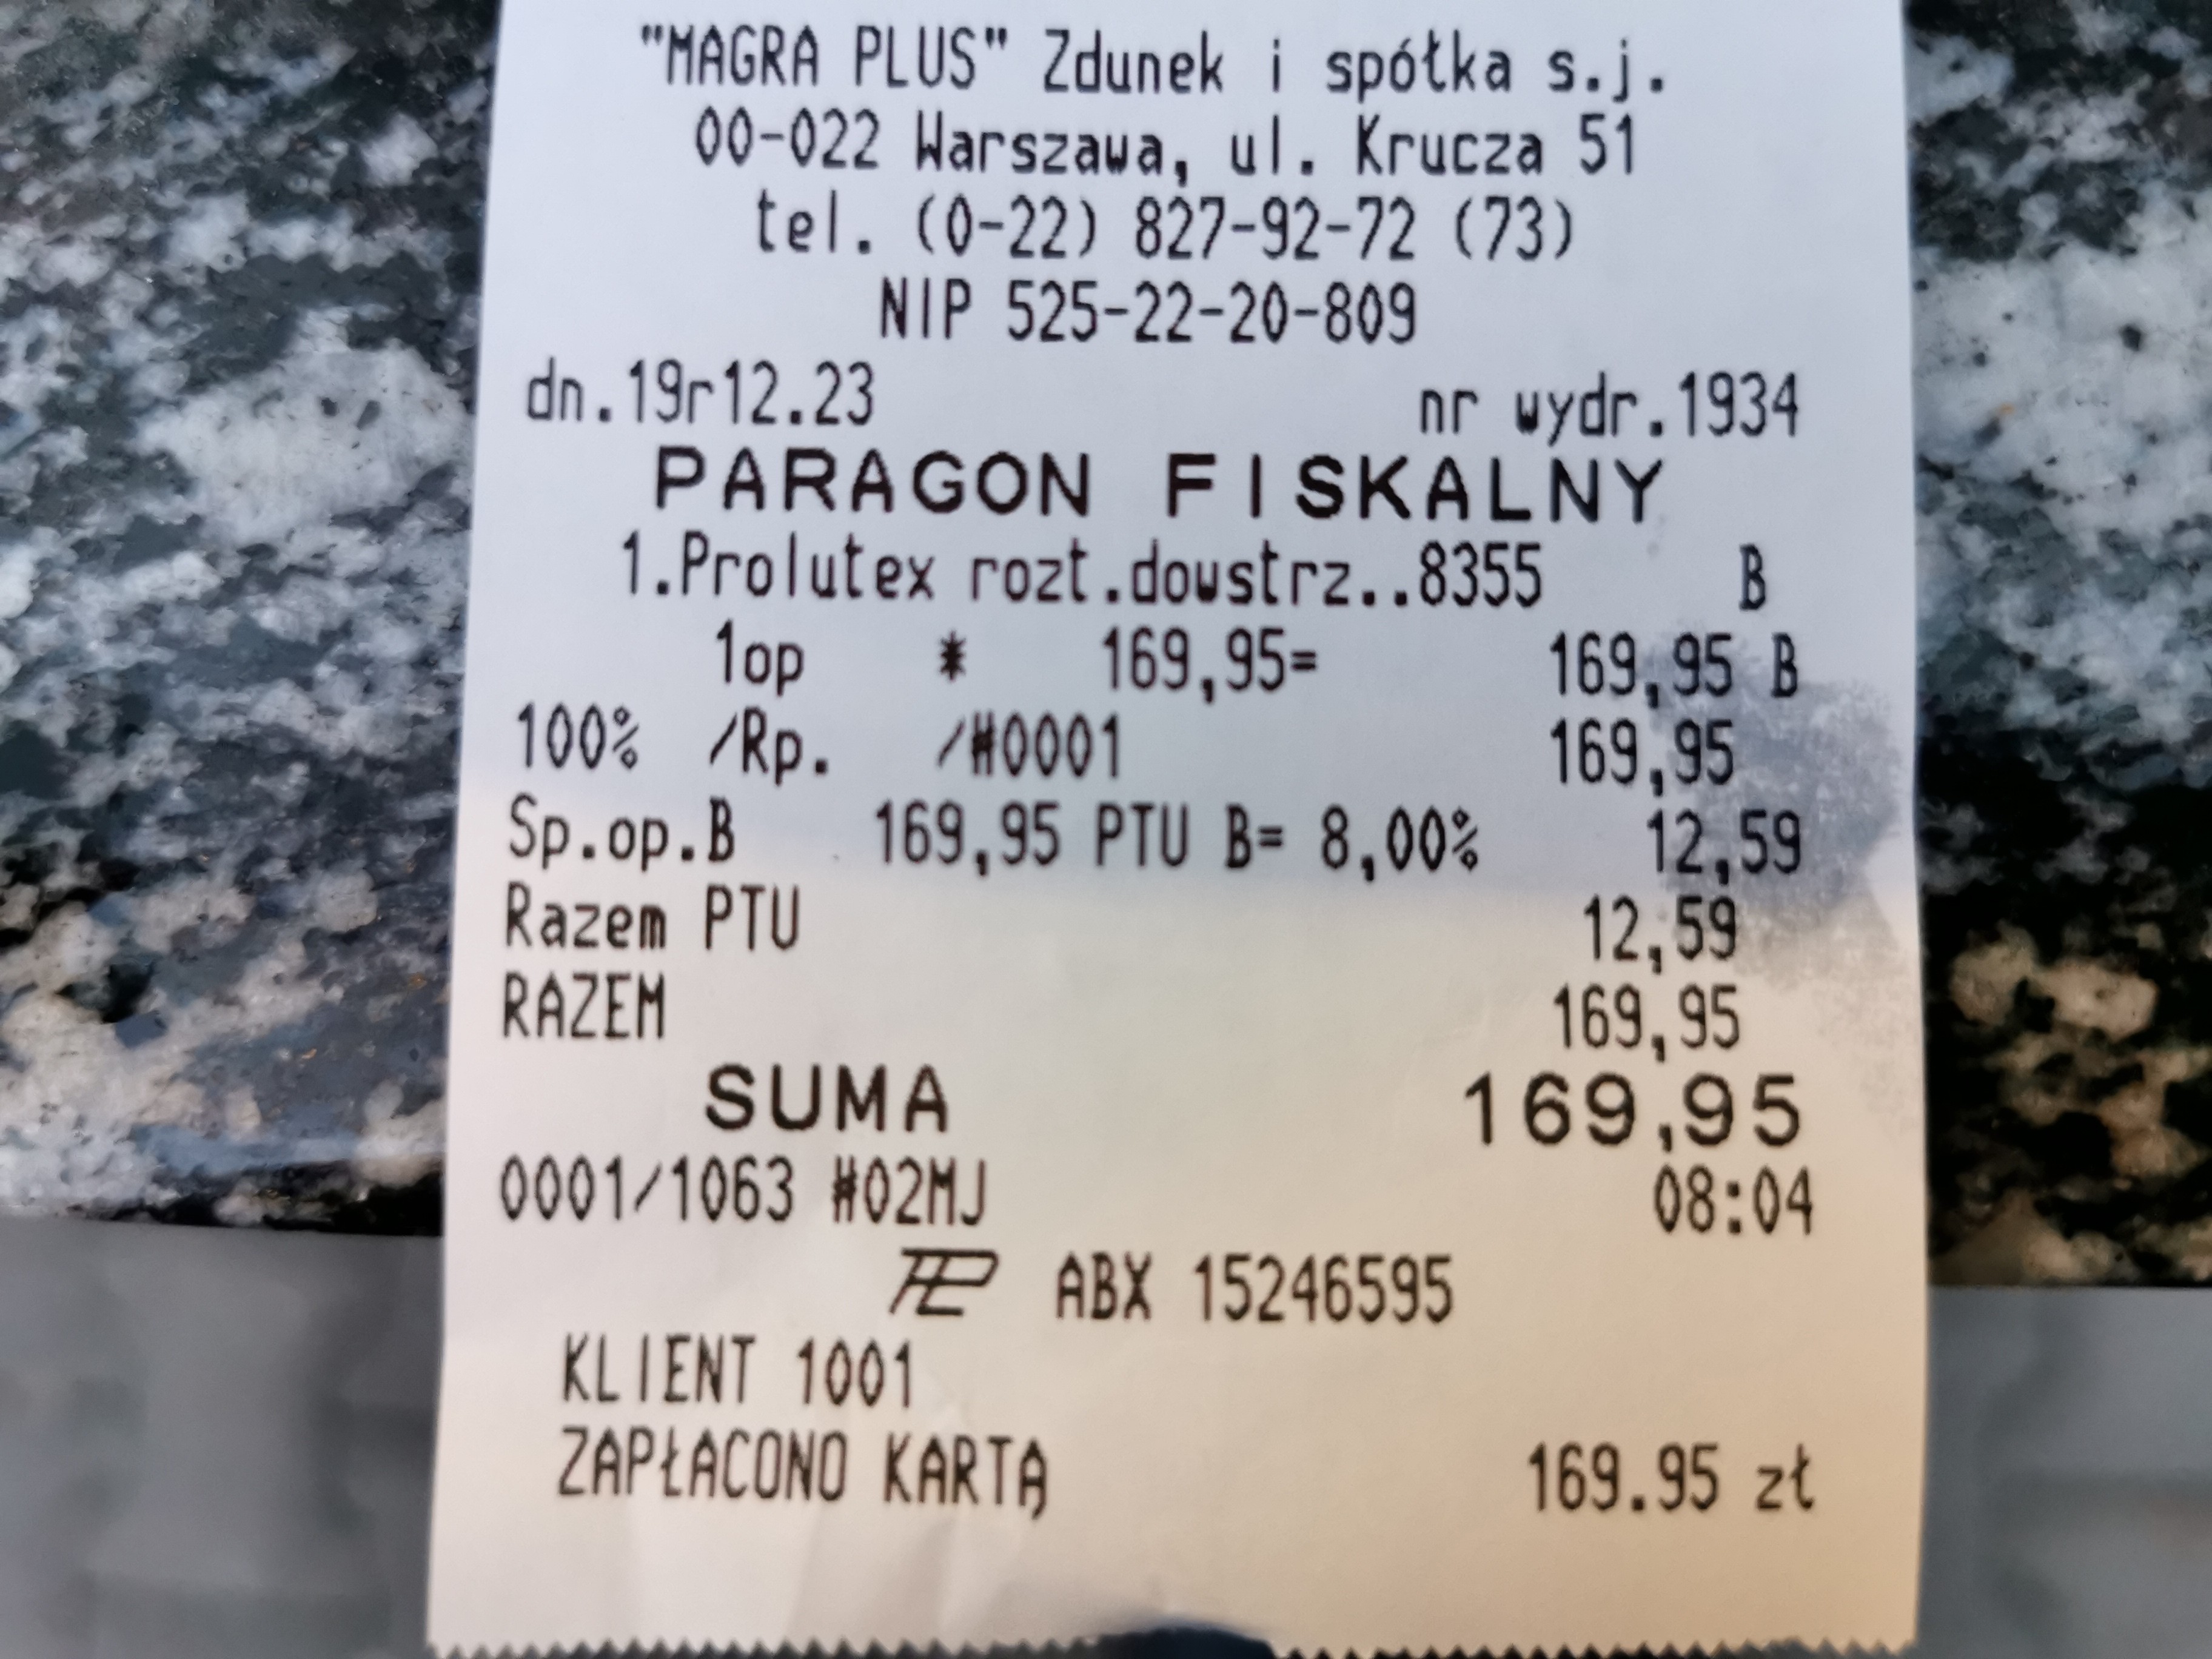 "MAGRA PLUS" Zdunek i spółka s.j.
00-022 Warszawa, ul. Krucza 51
tel. (0-22) 827-92-72 (73)
NIP 525-22-20-809
dn.19r12.23 nr wydr.1934
PARAGON FISKALNY
1.Prolutex rozt.dowstrz..8355 B
1op * 169,95= 169,95 B
100% /Rp. /#0001 169,95
Sp.op.B 169,95 PTU B= 8,00% 12,59
Razem PTU 12,59
RAZEM 169,95
SUMA 169,95
0001/1063 #02MJ 08:04
ABX 15246595
KLIENT 1001
ZAPŁACONO KARTĄ 169.95 zł